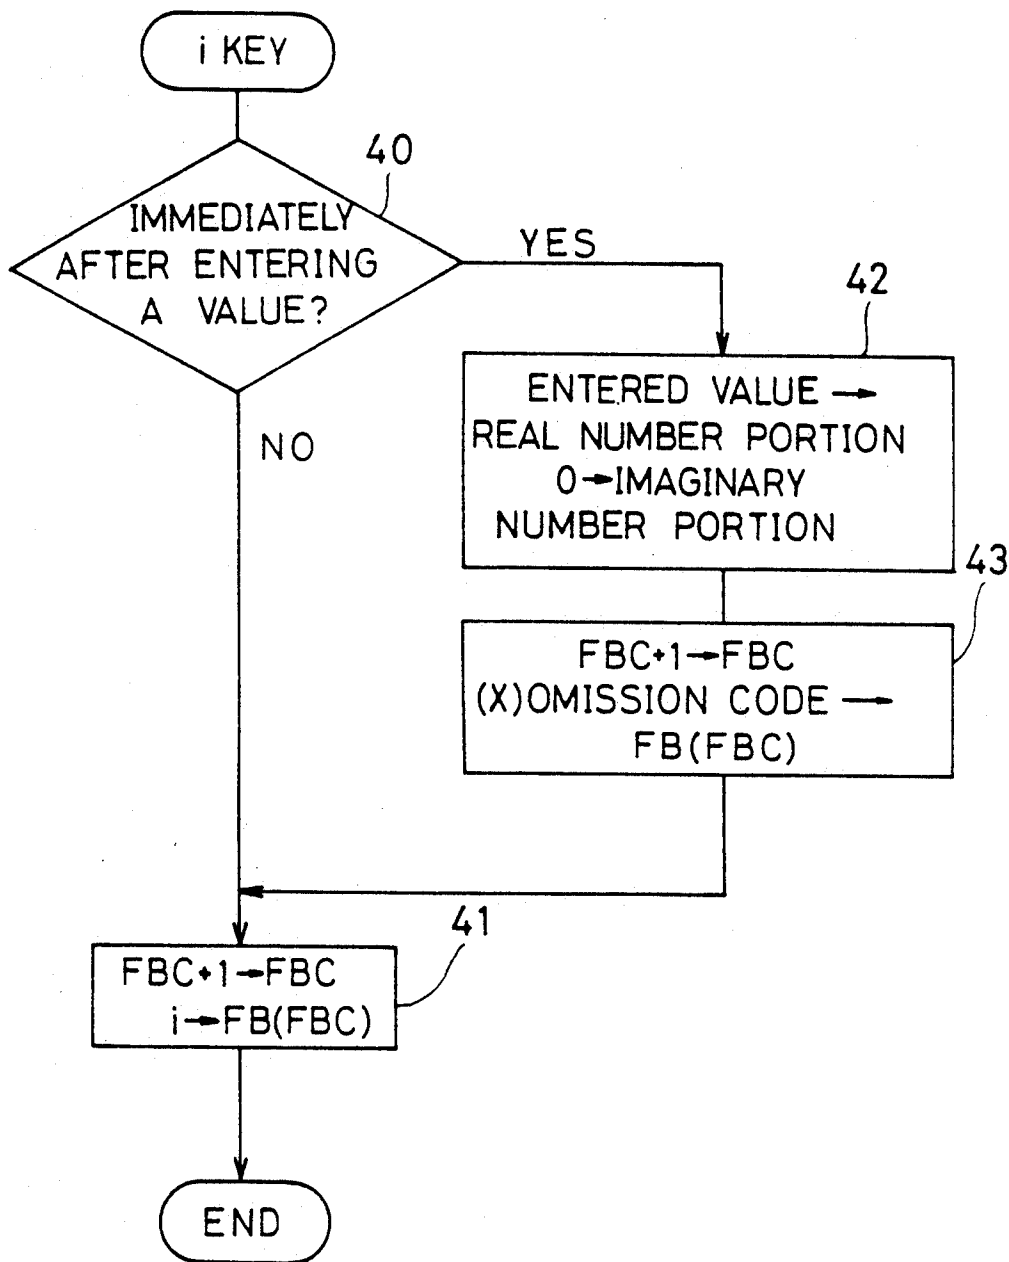 i KEY
40
IMMEDIATELY
AFTER ENTERING
A VALUE?
YES
NO
42
ENTERED VALUE →
REAL NUMBER PORTION
0→IMAGINARY
NUMBER PORTION
43
FBC+1→FBC
(X)OMISSION CODE →
FB(FBC)
41
FBC+1→FBC
i→FB(FBC)
END